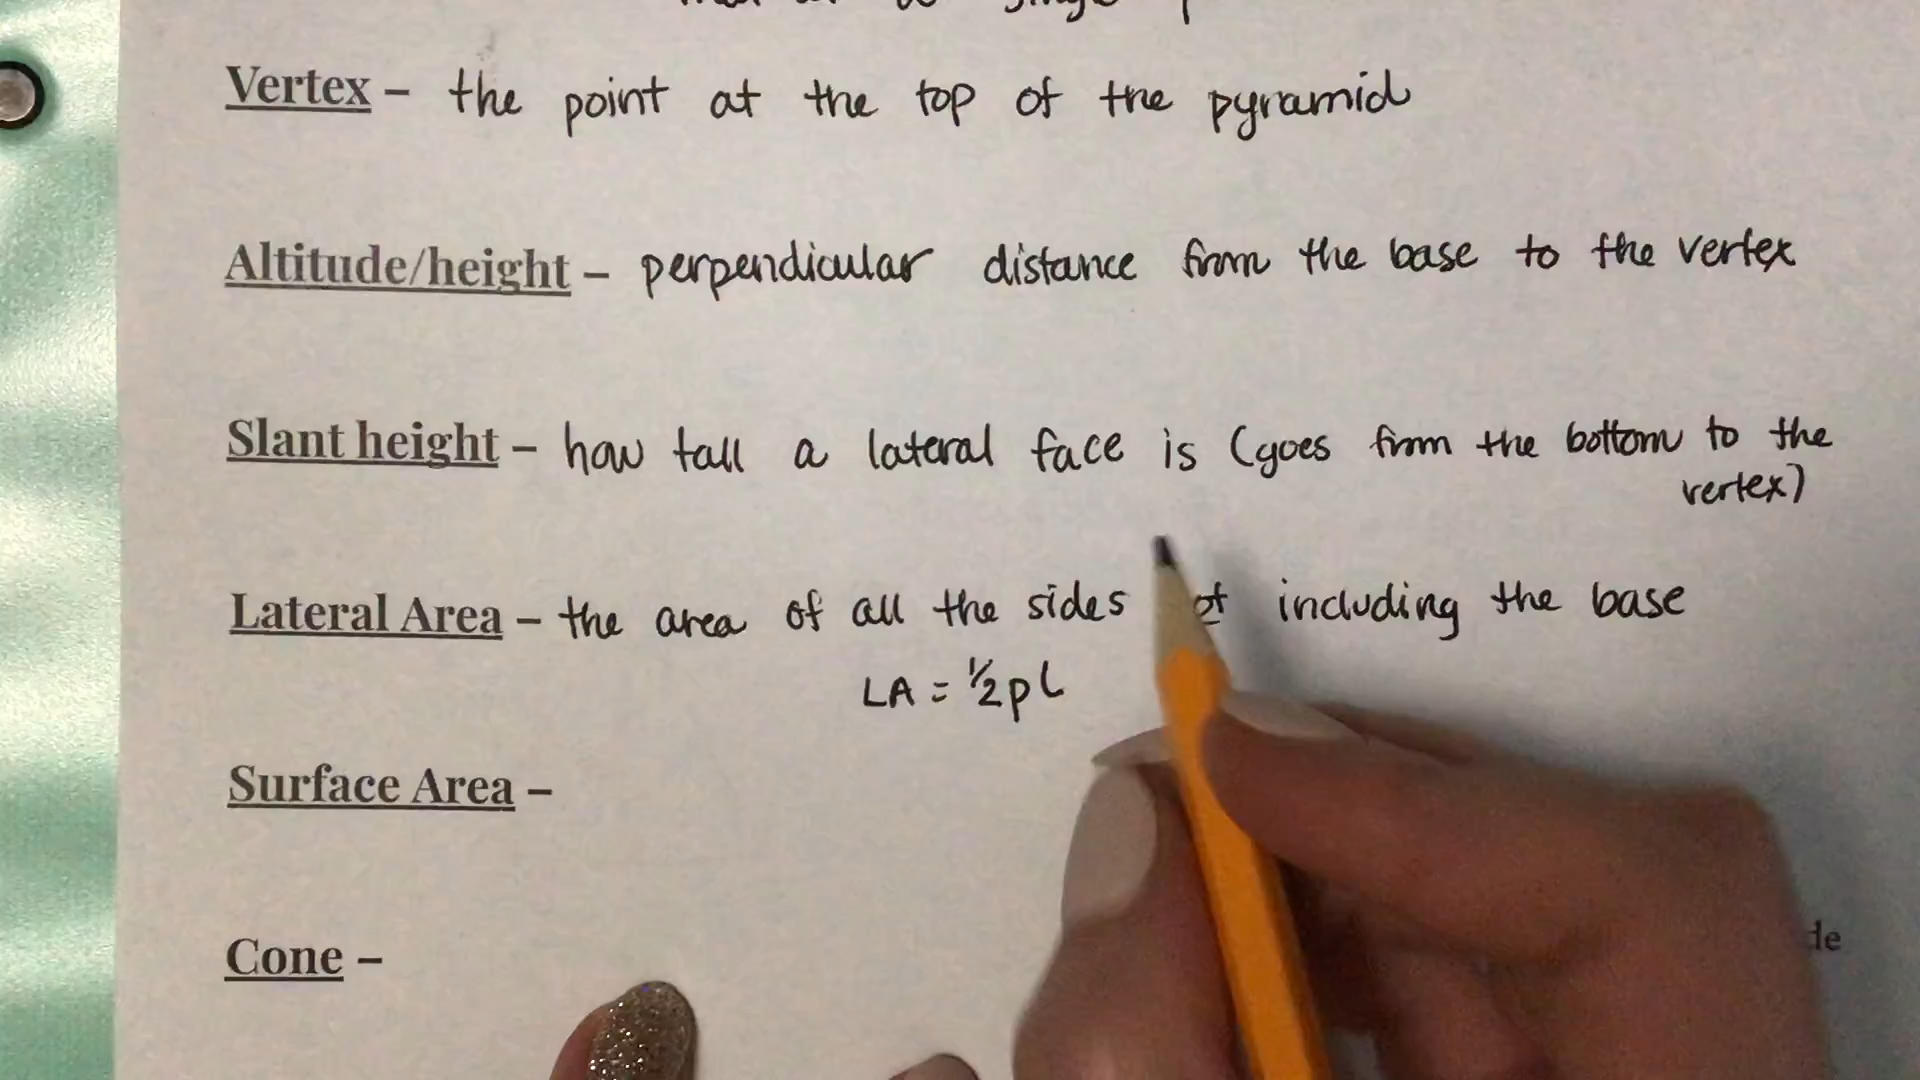 Vertex – the point at the top of the pyramid
Altitude/height – perpendicular distance from the base to the vertex
Slant height – how tall a lateral face is (goes from the bottom to the
vertex)
Lateral Area – the area of all the sides including the base
LA = ½pl
Surface Area –
Cone –